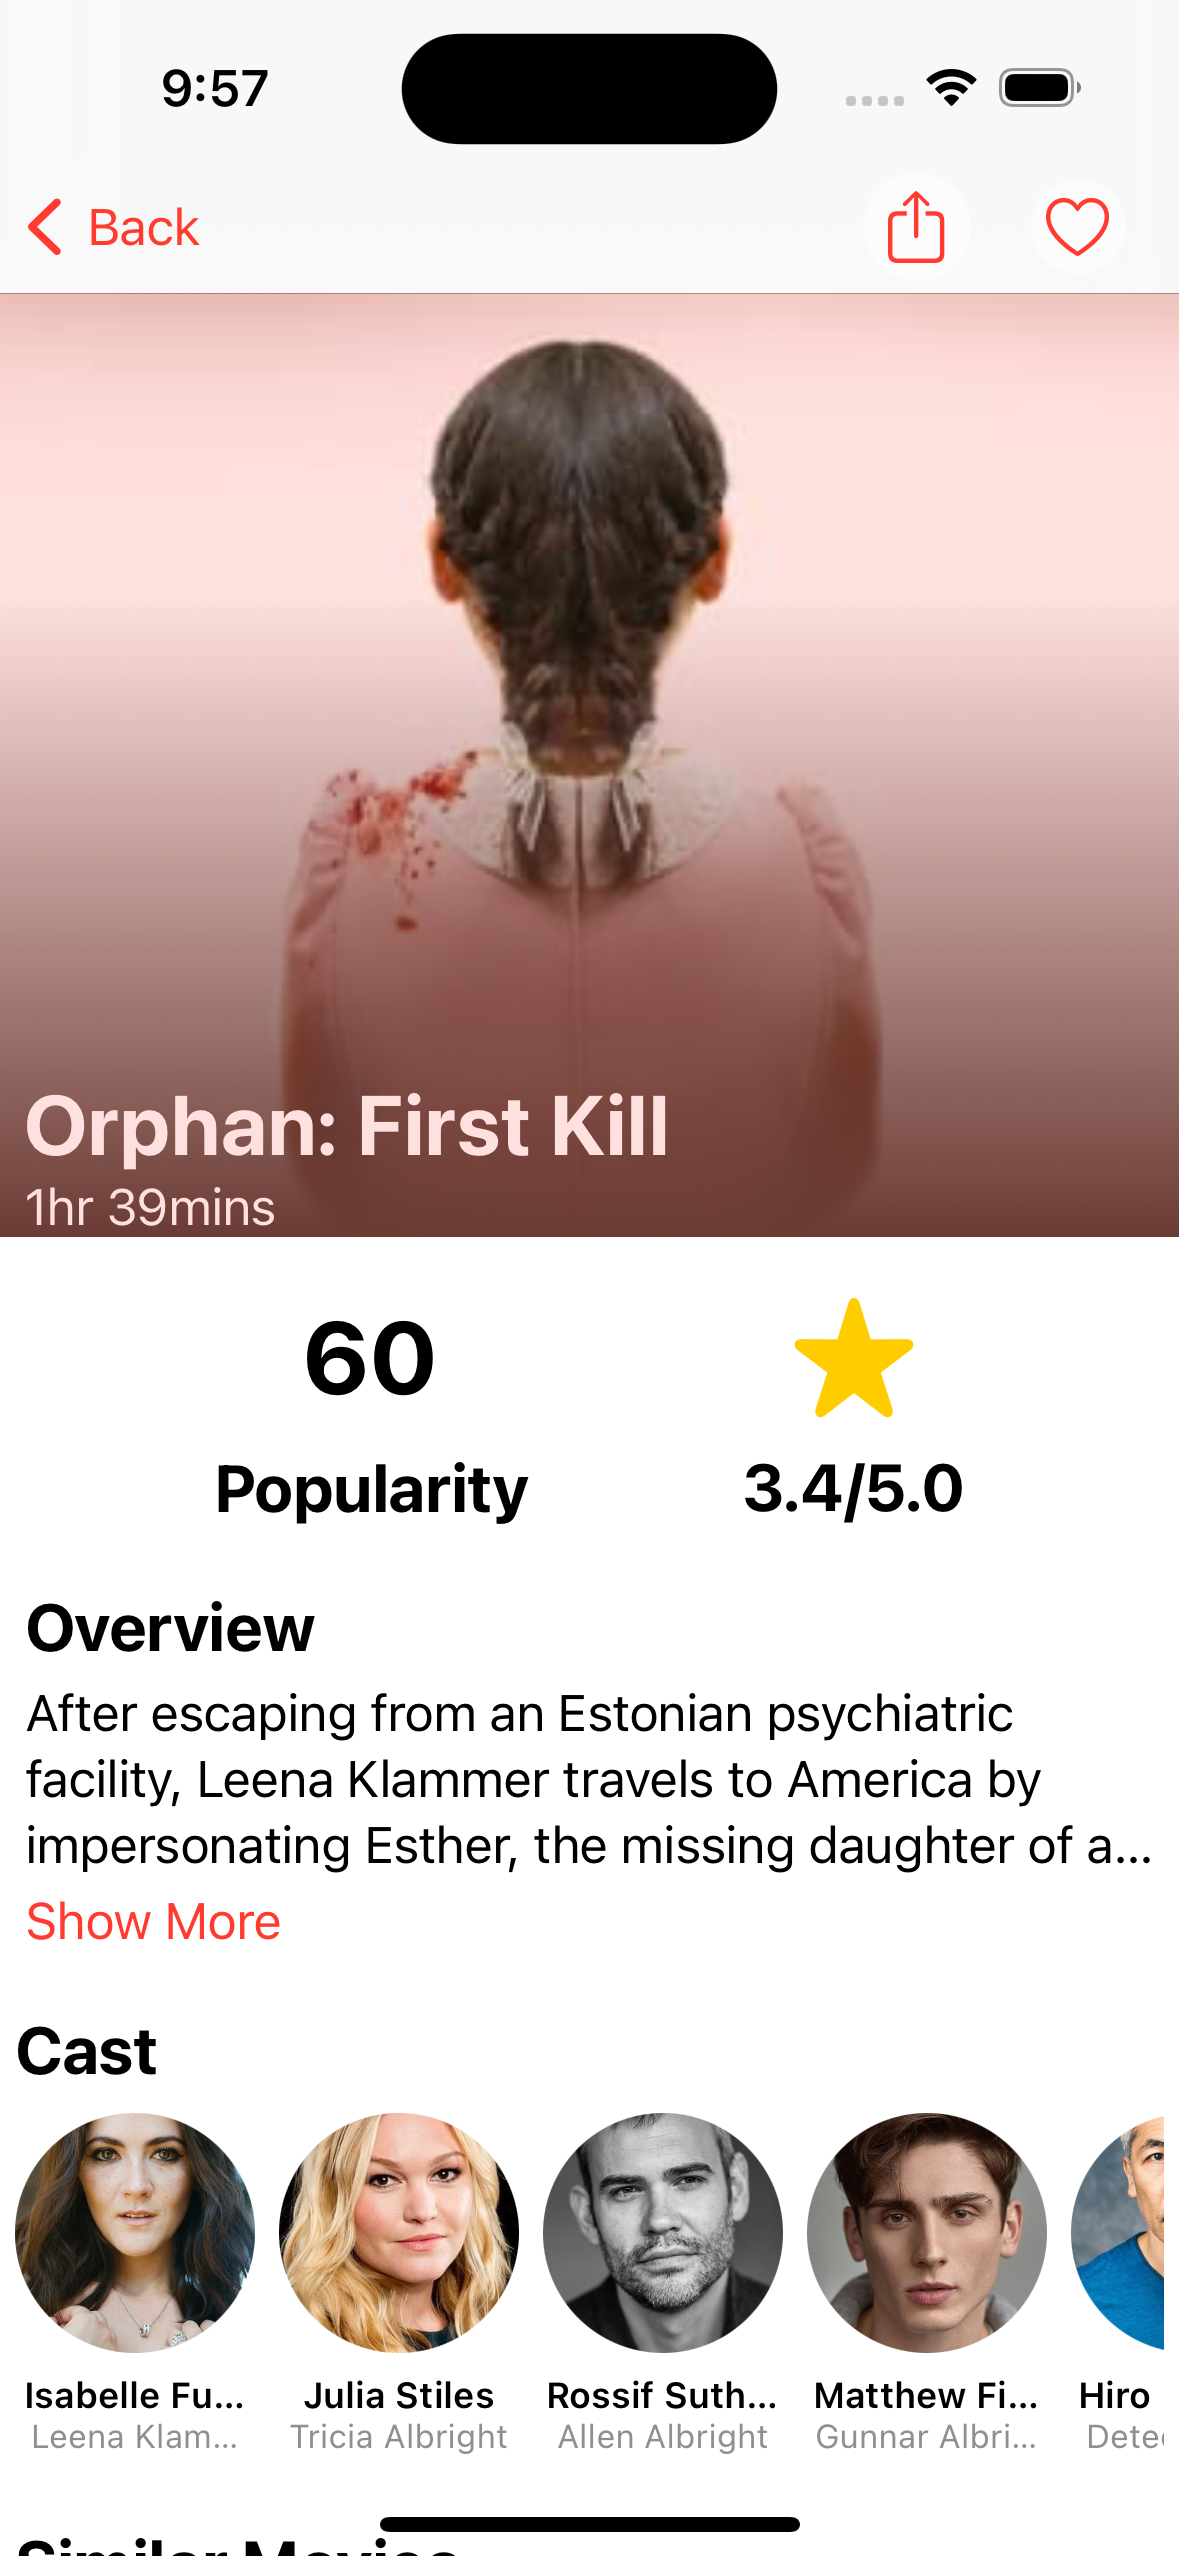 9:57
Back
Orphan: First Kill
1hr 39mins
60
Popularity
3.4/5.0
Overview
After escaping from an Estonian psychiatric
facility, Leena Klammer travels to America by
impersonating Esther, the missing daughter of a...
Show More
Cast
Isabelle Fu... Julia Stiles Rossif Suth... Matthew Fi... Hiro
Leena Klam... Tricia Albright Allen Albright Gunnar Albri... Dete
Similar Movies